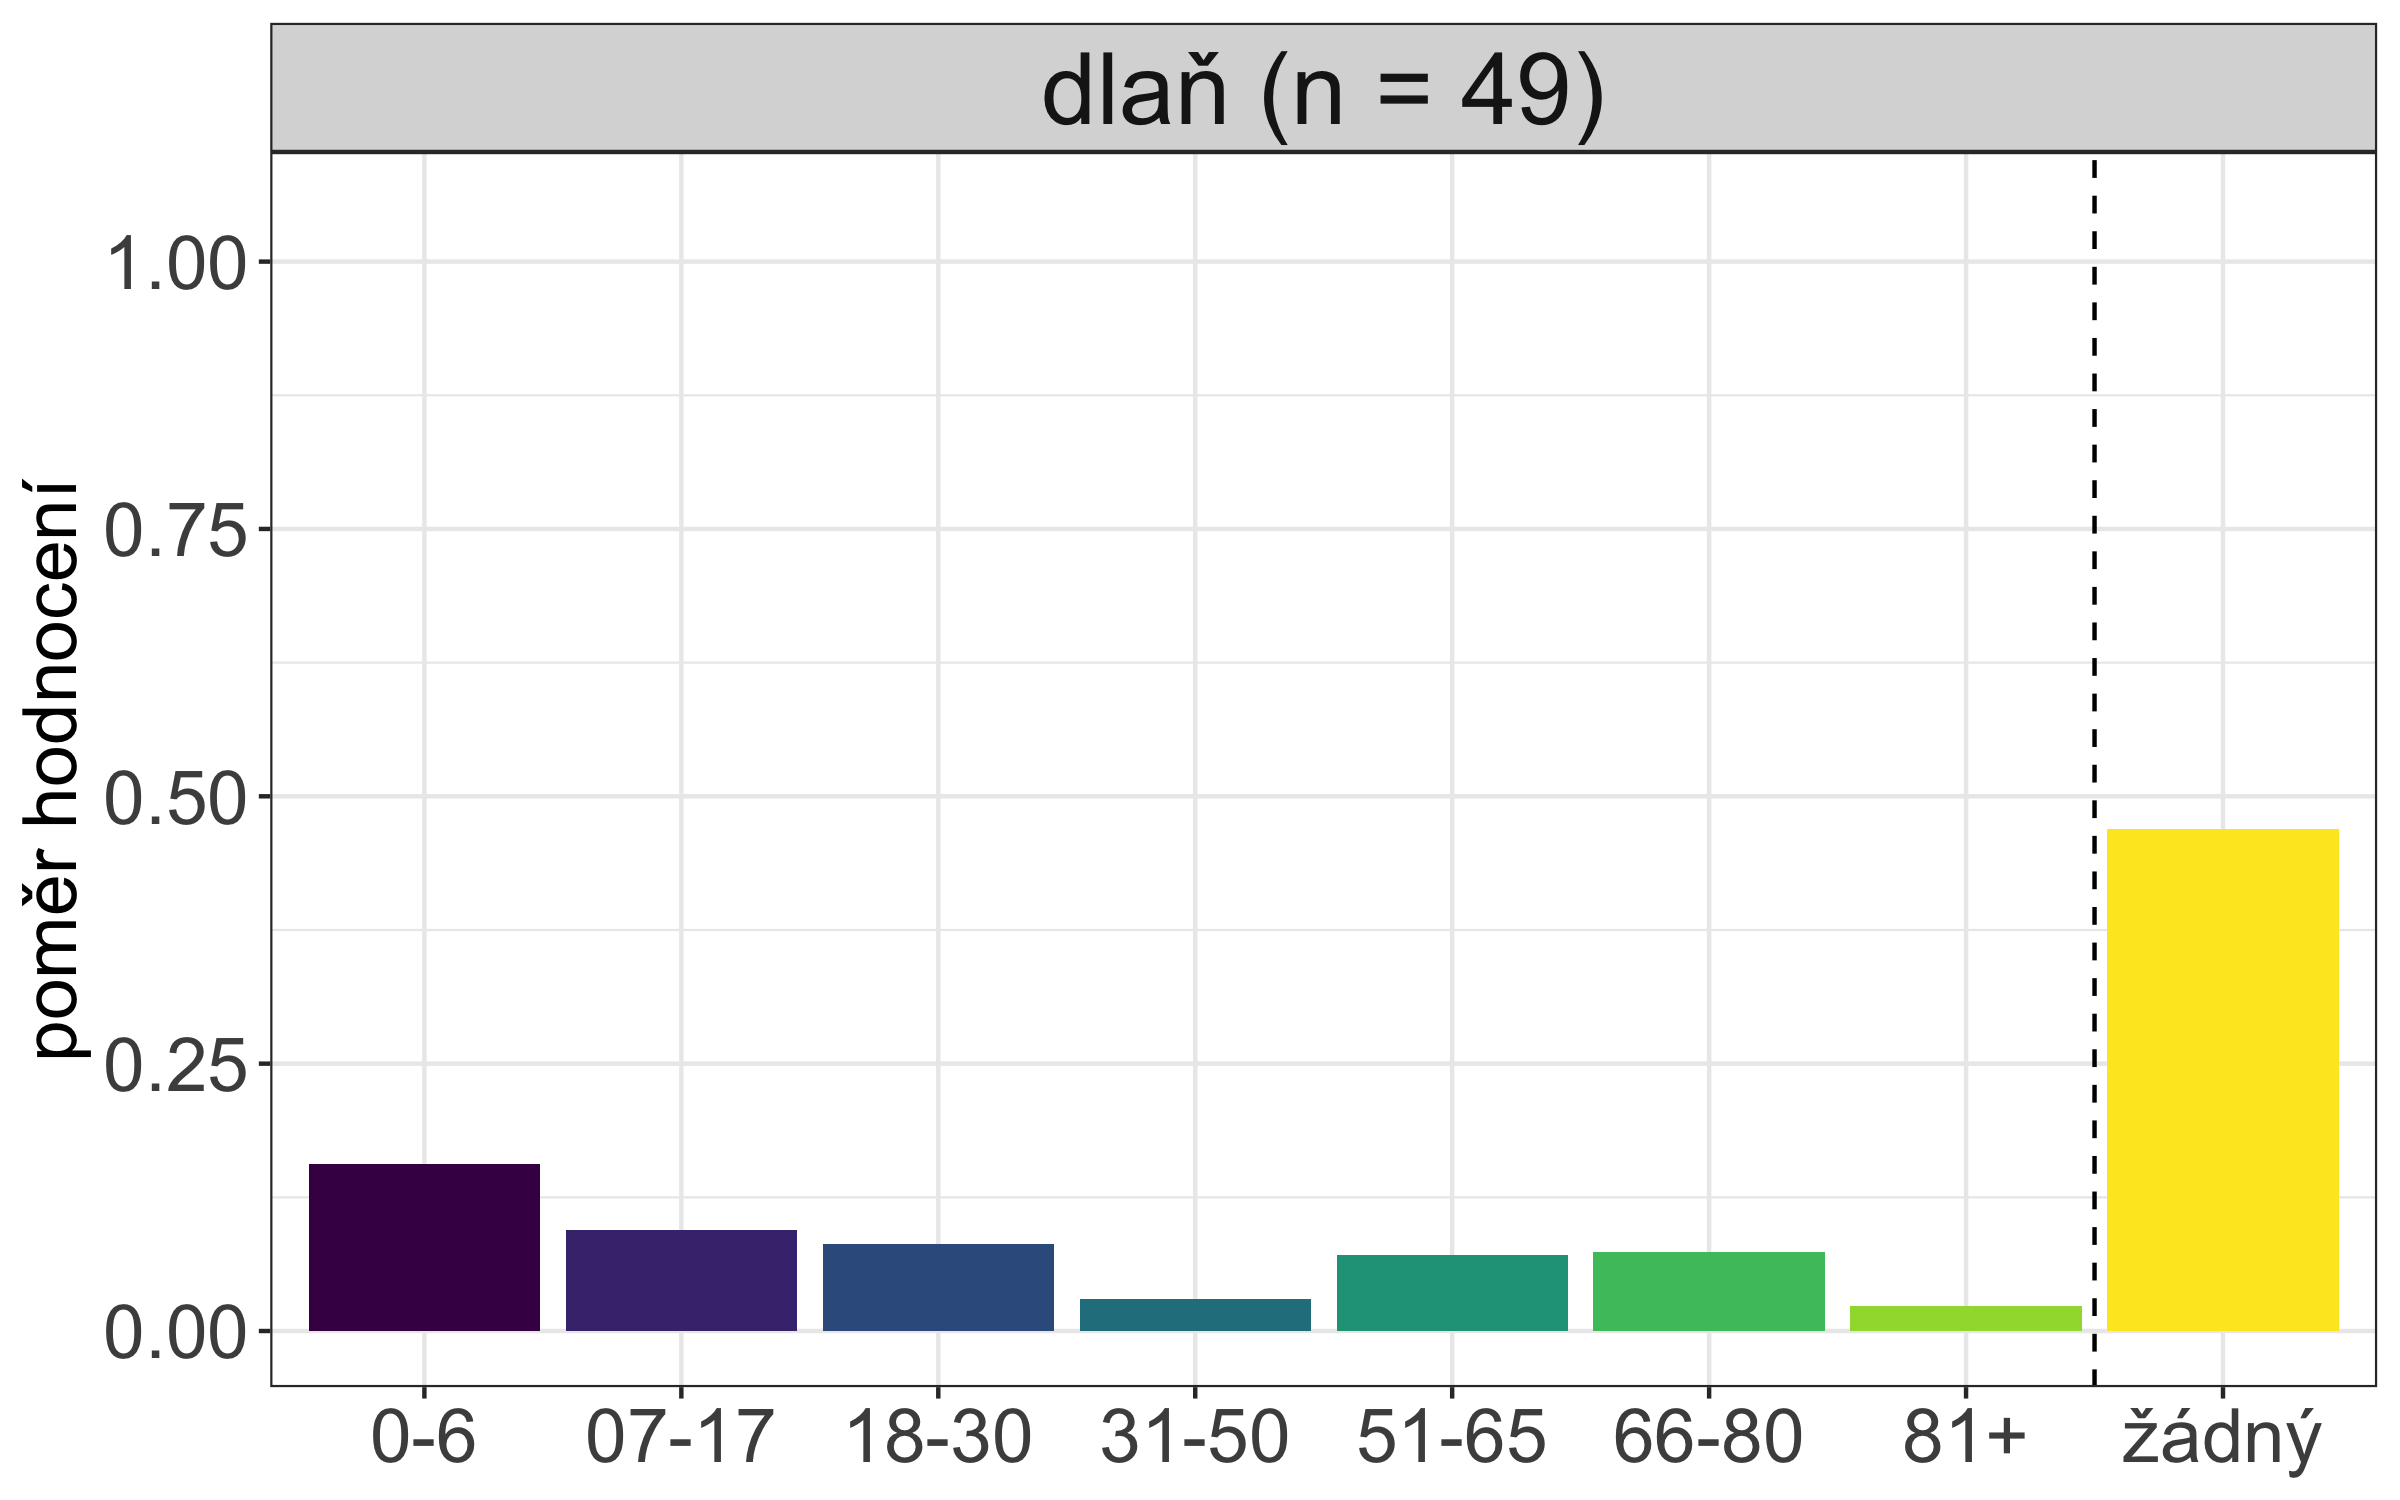 dlaň (n = 49)
poměr hodnocení
1.00
0.75
0.50
0.25
0.00
0-6 07-17 18-30 31-50 51-65 66-80 81+ žádný